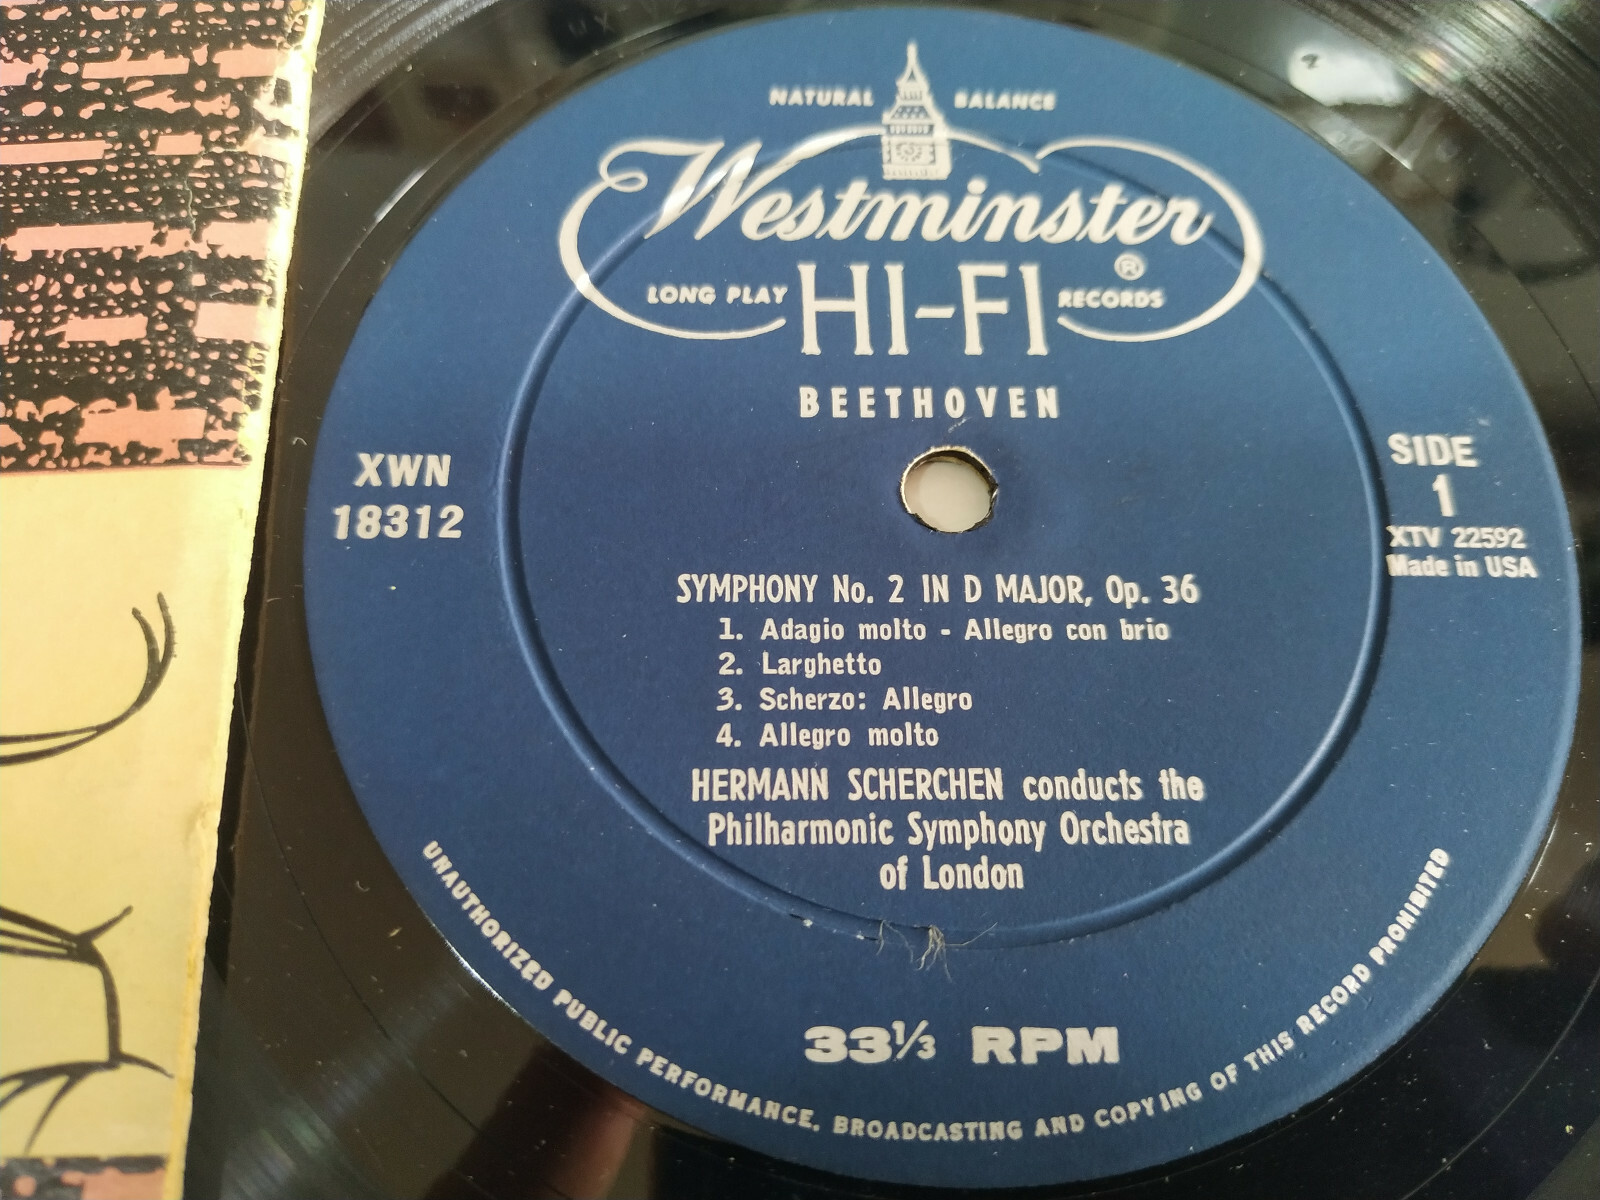 NATURAL BALANCE
Westminster
®
LONG PLAY HI-FI RECORDS
BEETHOVEN
XWN
18312
SIDE
1
XTV 22592
Made in USA
SYMPHONY No. 2 IN D MAJOR, Op. 36
1. Adagio molto - Allegro con brio
2. Larghetto
3. Scherzo: Allegro
4. Allegro molto
HERMANN SCHERCHEN conducts the
Philharmonic Symphony Orchestra
of London
33⅓ RPM
UNAUTHORIZED PUBLIC PERFORMANCE, BROADCASTING AND COPYING OF THIS RECORD PROHIBITED